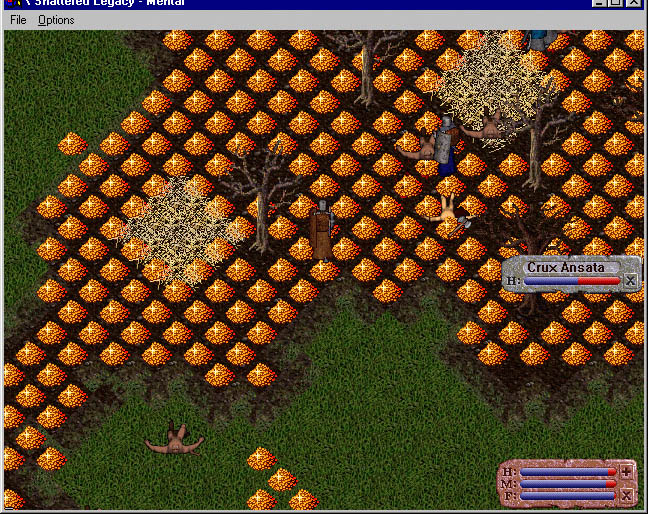 \ Shattered Legacy - Mental
File Options
Crux Ansata
H:
H:
M:
F: